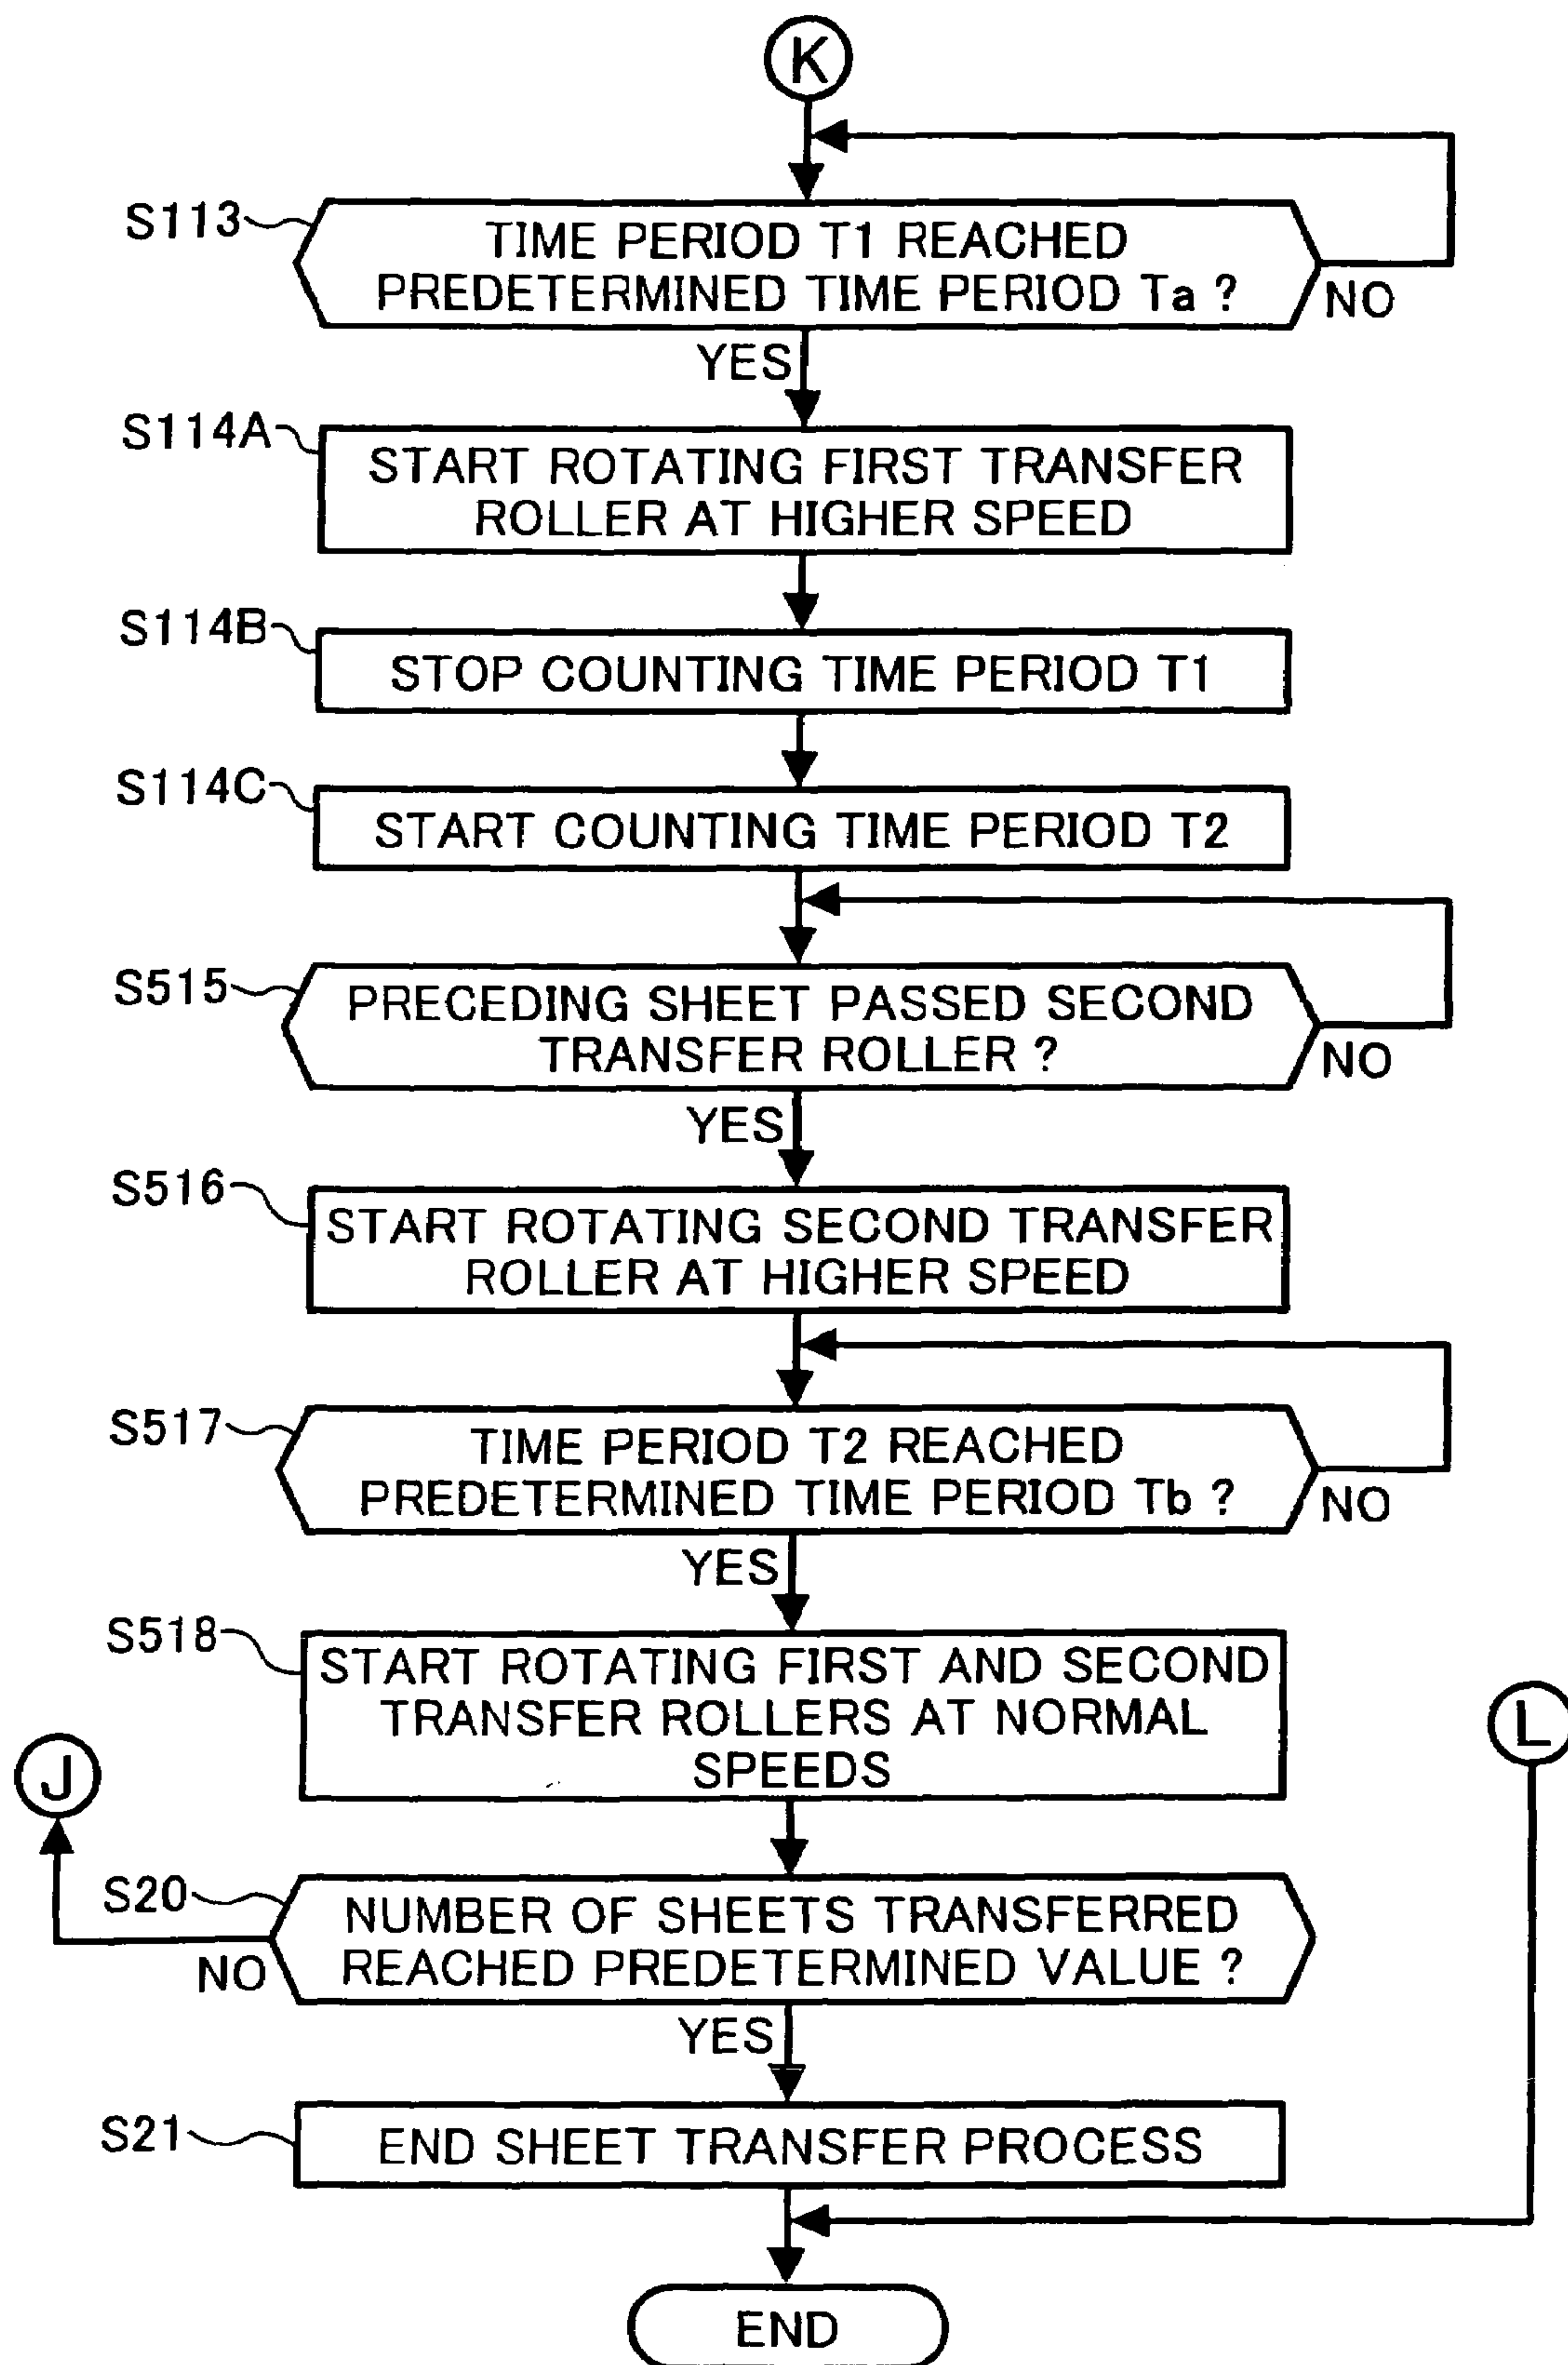 K
S113
TIME PERIOD T1 REACHED
PREDETERMINED TIME PERIOD Ta ?
NO
YES
S114A
START ROTATING FIRST TRANSFER
ROLLER AT HIGHER SPEED
S114B
STOP COUNTING TIME PERIOD T1
S114C
START COUNTING TIME PERIOD T2
S515
PRECEDING SHEET PASSED SECOND
TRANSFER ROLLER ?
NO
YES
S516
START ROTATING SECOND TRANSFER
ROLLER AT HIGHER SPEED
S517
TIME PERIOD T2 REACHED
PREDETERMINED TIME PERIOD Tb ?
NO
YES
S518
START ROTATING FIRST AND SECOND
TRANSFER ROLLERS AT NORMAL
SPEEDS
L
J
S20
NUMBER OF SHEETS TRANSFERRED
REACHED PREDETERMINED VALUE ?
NO
YES
S21
END SHEET TRANSFER PROCESS
END